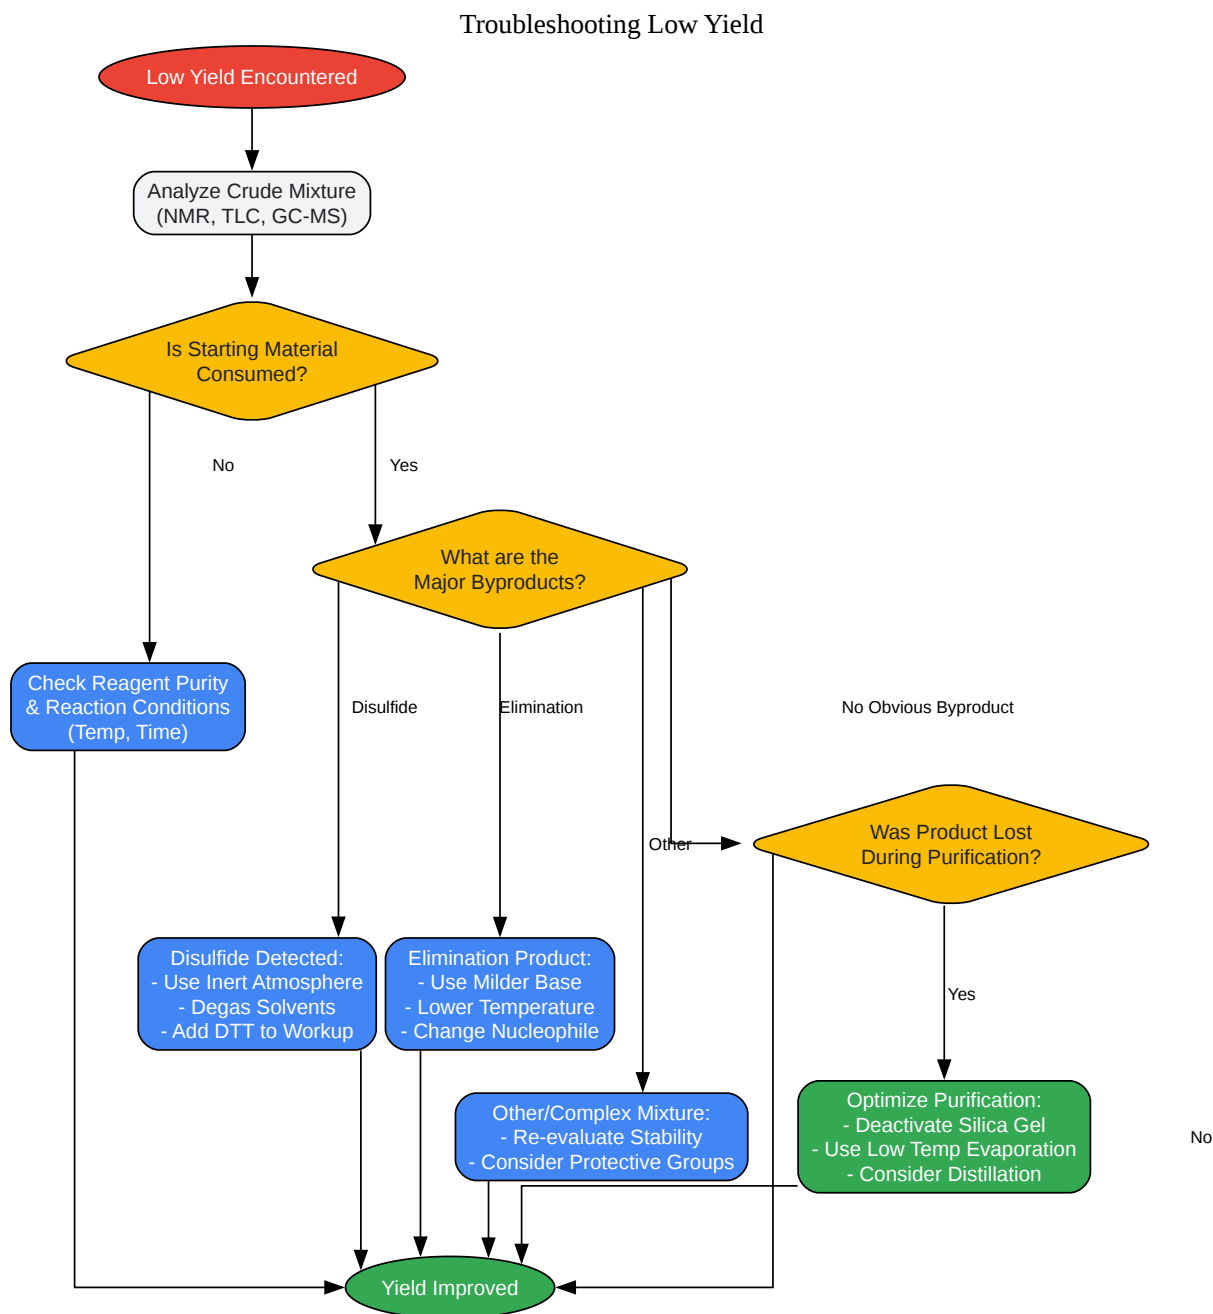 Troubleshooting Low Yield
Low Yield Encountered
Analyze Crude Mixture
(NMR, TLC, GC-MS)
Is Starting Material
Consumed?
No
Yes
What are the
Major Byproducts?
Check Reagent Purity
& Reaction Conditions
(Temp, Time)
Disulfide
Elimination
No Obvious Byproduct
Other
Was Product Lost
During Purification?
Disulfide Detected:
- Use Inert Atmosphere
- Degas Solvents
- Add DTT to Workup
Elimination Product:
- Use Milder Base
- Lower Temperature
- Change Nucleophile
Yes
Other/Complex Mixture:
- Re-evaluate Stability
- Consider Protective Groups
Optimize Purification:
- Deactivate Silica Gel
- Use Low Temp Evaporation
- Consider Distillation
No
Yield Improved